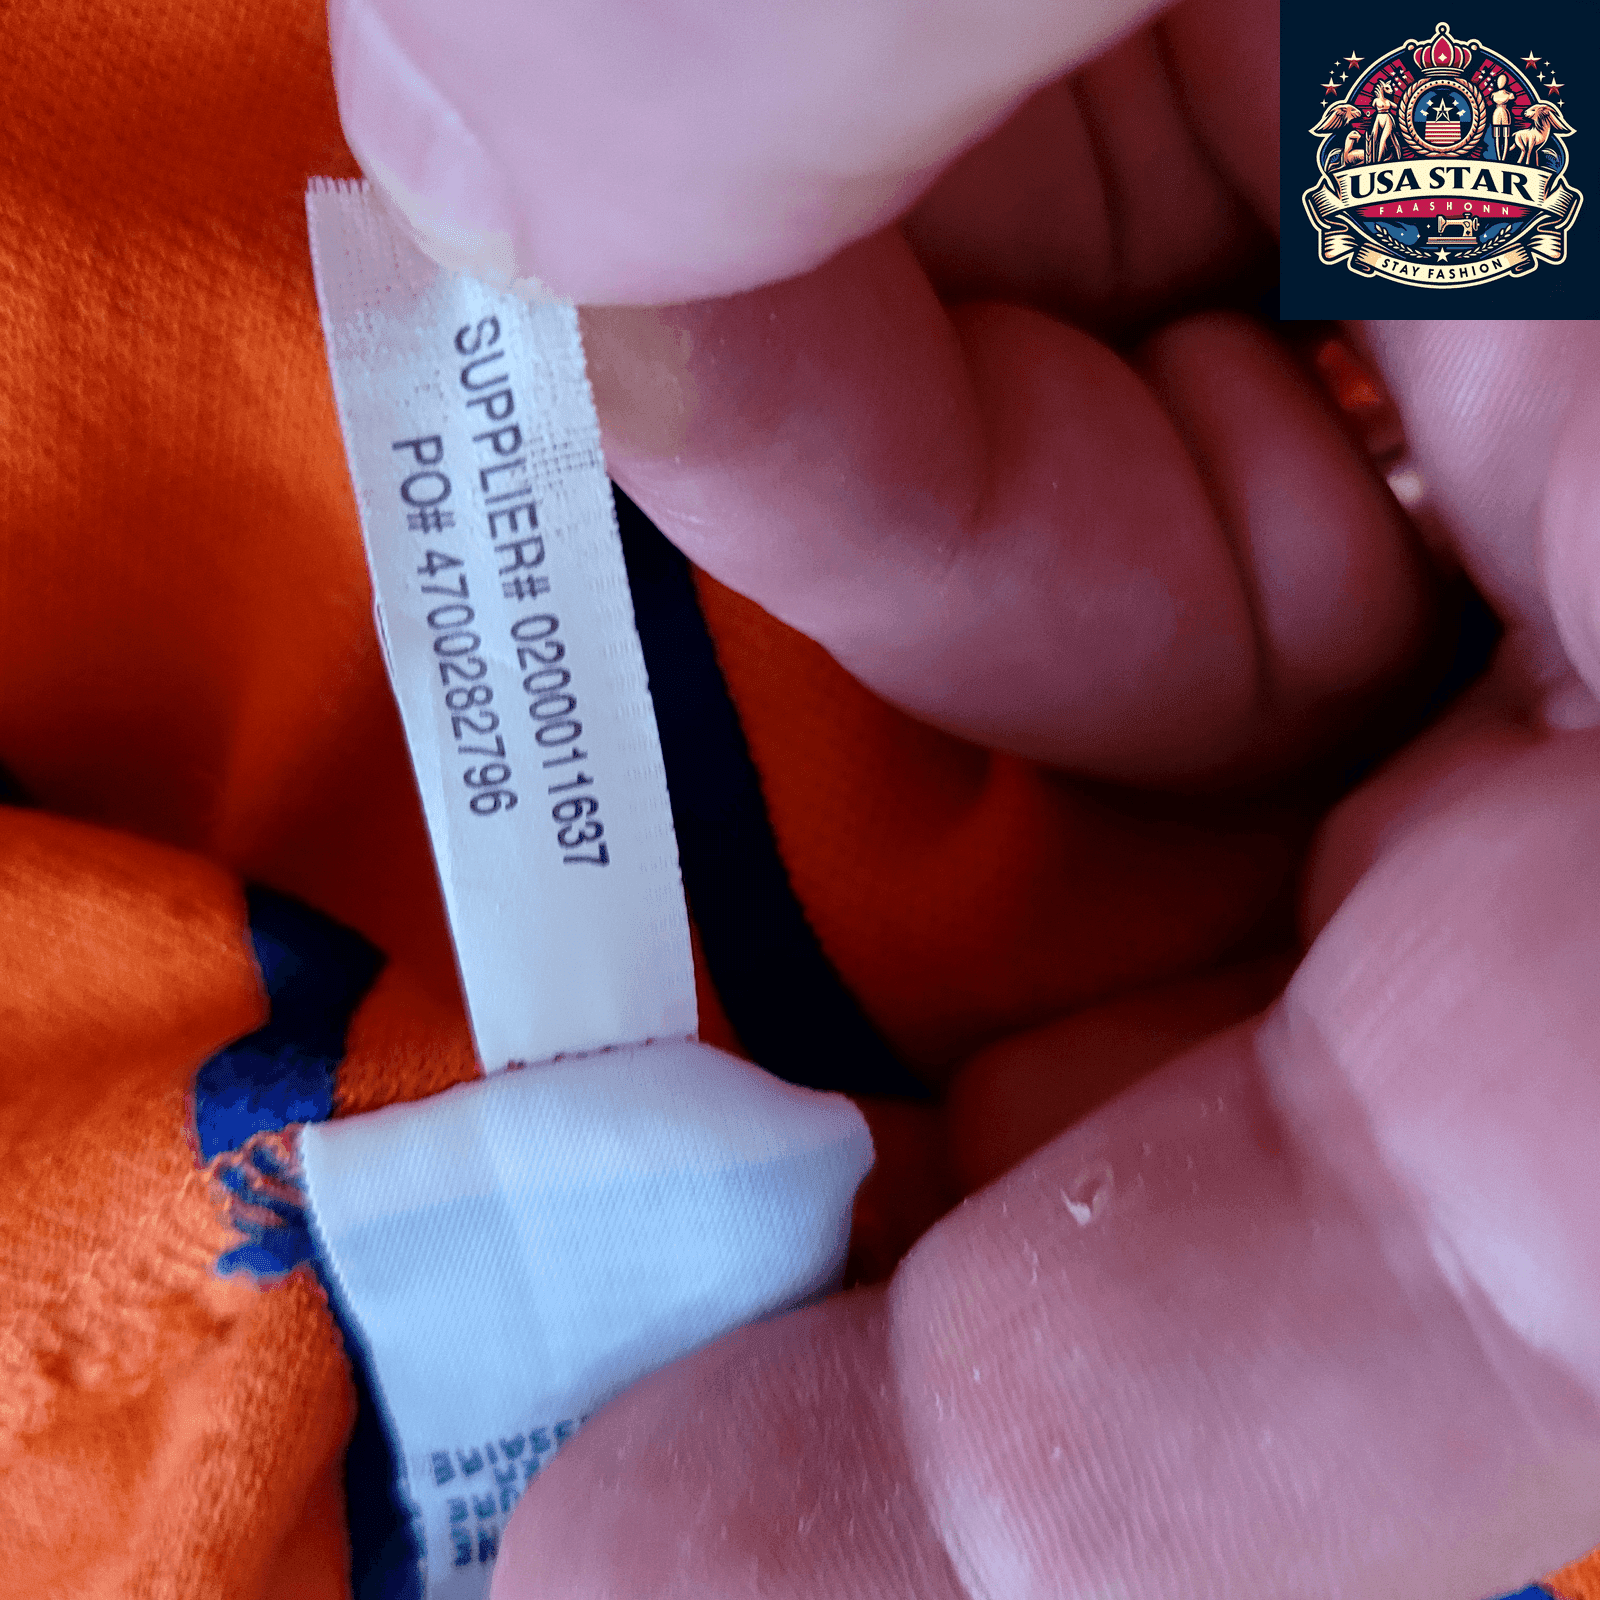 SUPPLIER# 0200011637
PO# 4700282796
USA STAR
FAASHONN
STAY FASHION